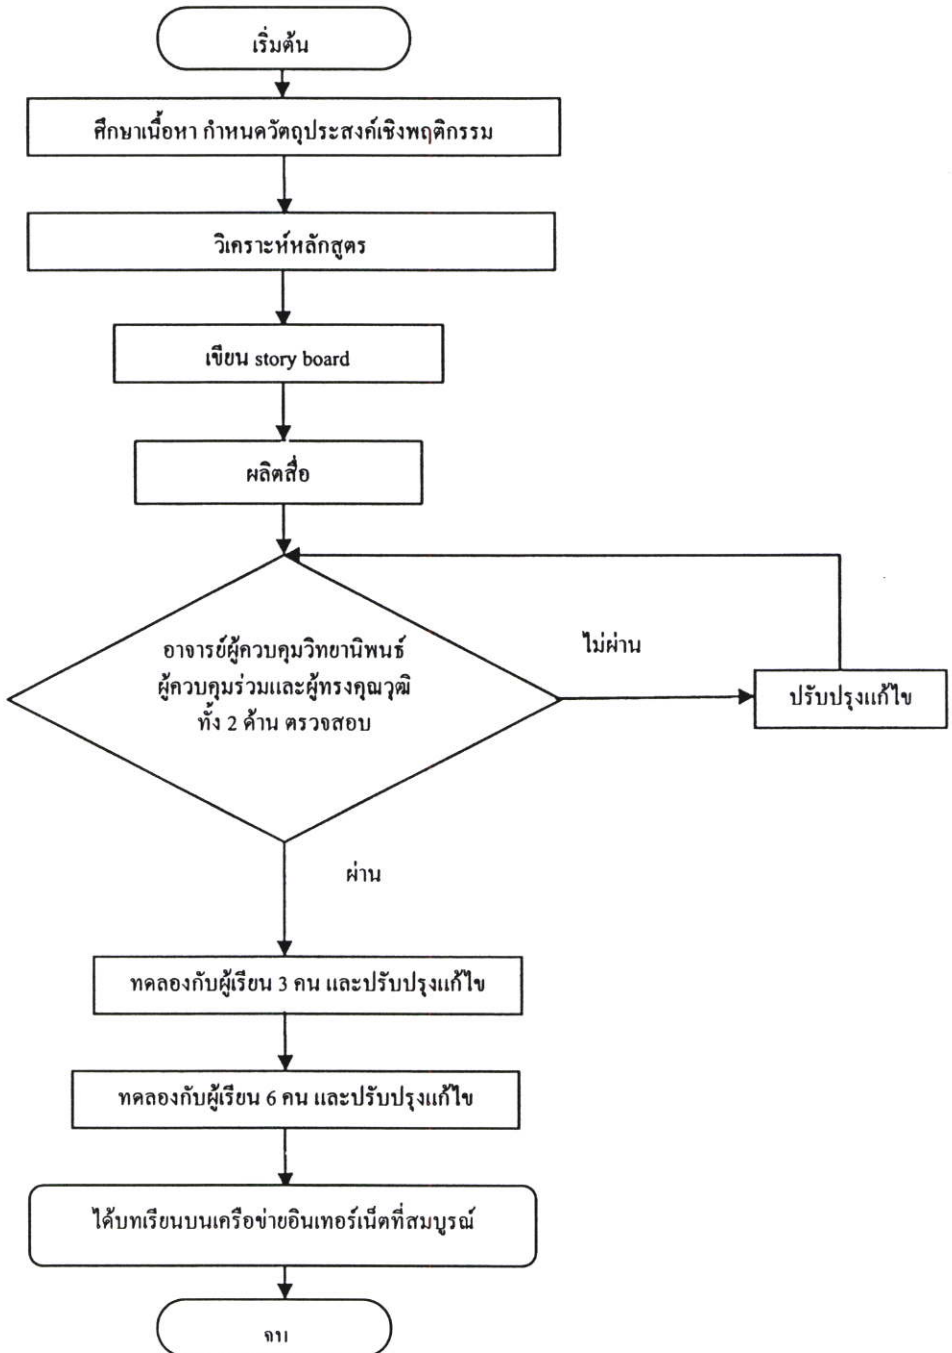 เริ่มต้น
ศึกษาเนื้อหา กำหนดวัตถุประสงค์เชิงพฤติกรรม
วิเคราะห์หลักสูตร
เขียน story board
ผลิตสื่อ
อาจารย์ผู้ควบคุมวิทยานิพนธ์
ผู้ควบคุมร่วมและผู้ทรงคุณวุฒิ
ทั้ง 2 ด้าน ตรวจสอบ
ไม่ผ่าน
ปรับปรุงแก้ไข
ผ่าน
ทดลองกับผู้เรียน 3 คน และปรับปรุงแก้ไข
ทดลองกับผู้เรียน 6 คน และปรับปรุงแก้ไข
ได้บทเรียนบนเครือข่ายอินเทอร์เน็ตที่สมบูรณ์
จบ